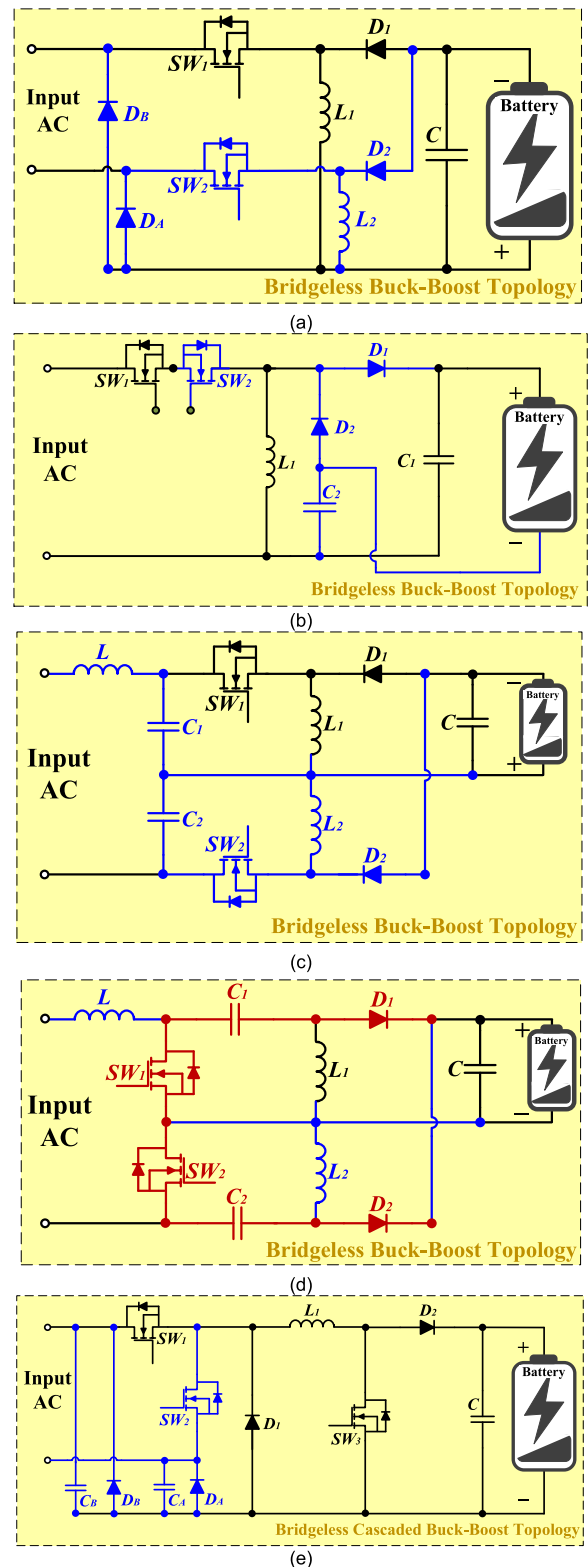 D1
SW1
Input
AC
DB
L1
C
Battery
−
+
D2
SW2
DA
L2
Bridgeless Buck-Boost Topology
(a)
SW1
SW2
D1
+
Battery
Input
AC
L1
D2
C1
C2
−
Bridgeless Buck-Boost Topology
(b)
L
D1
SW1
−
Battery
C1
L1
C
+
Input
AC
C2
SW2
L2
D2
Bridgeless Buck-Boost Topology
(c)
L
C1
D1
+
Battery
SW1
L1
C
−
Input
AC
SW2
L2
C2
D2
Bridgeless Buck-Boost Topology
(d)
L1
D2
SW1
+
Battery
Input
AC
SW2
D1
SW3
C
CB
DB
CA
DA
−
Bridgeless Cascaded Buck-Boost Topology
(e)